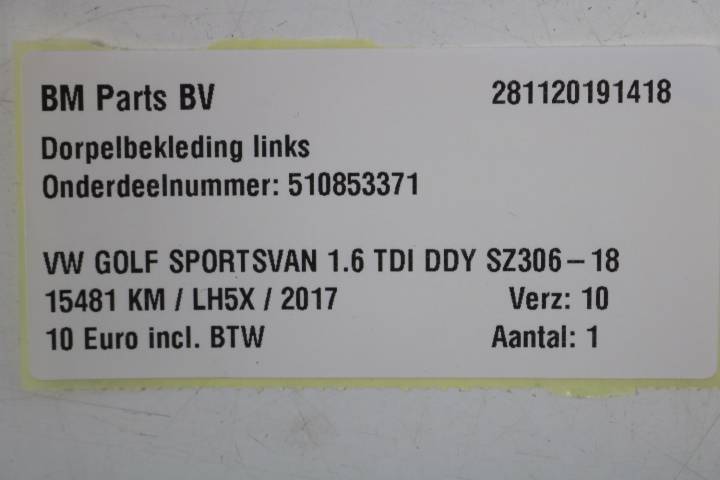 BM Parts BV 281120191418
Dorpelbekleding links
Onderdeelnummer: 510853371
VW GOLF SPORTSVAN 1.6 TDI DDY SZ306-18
15481 KM / LH5X / 2017 Verz: 10
10 Euro incl. BTW Aantal: 1